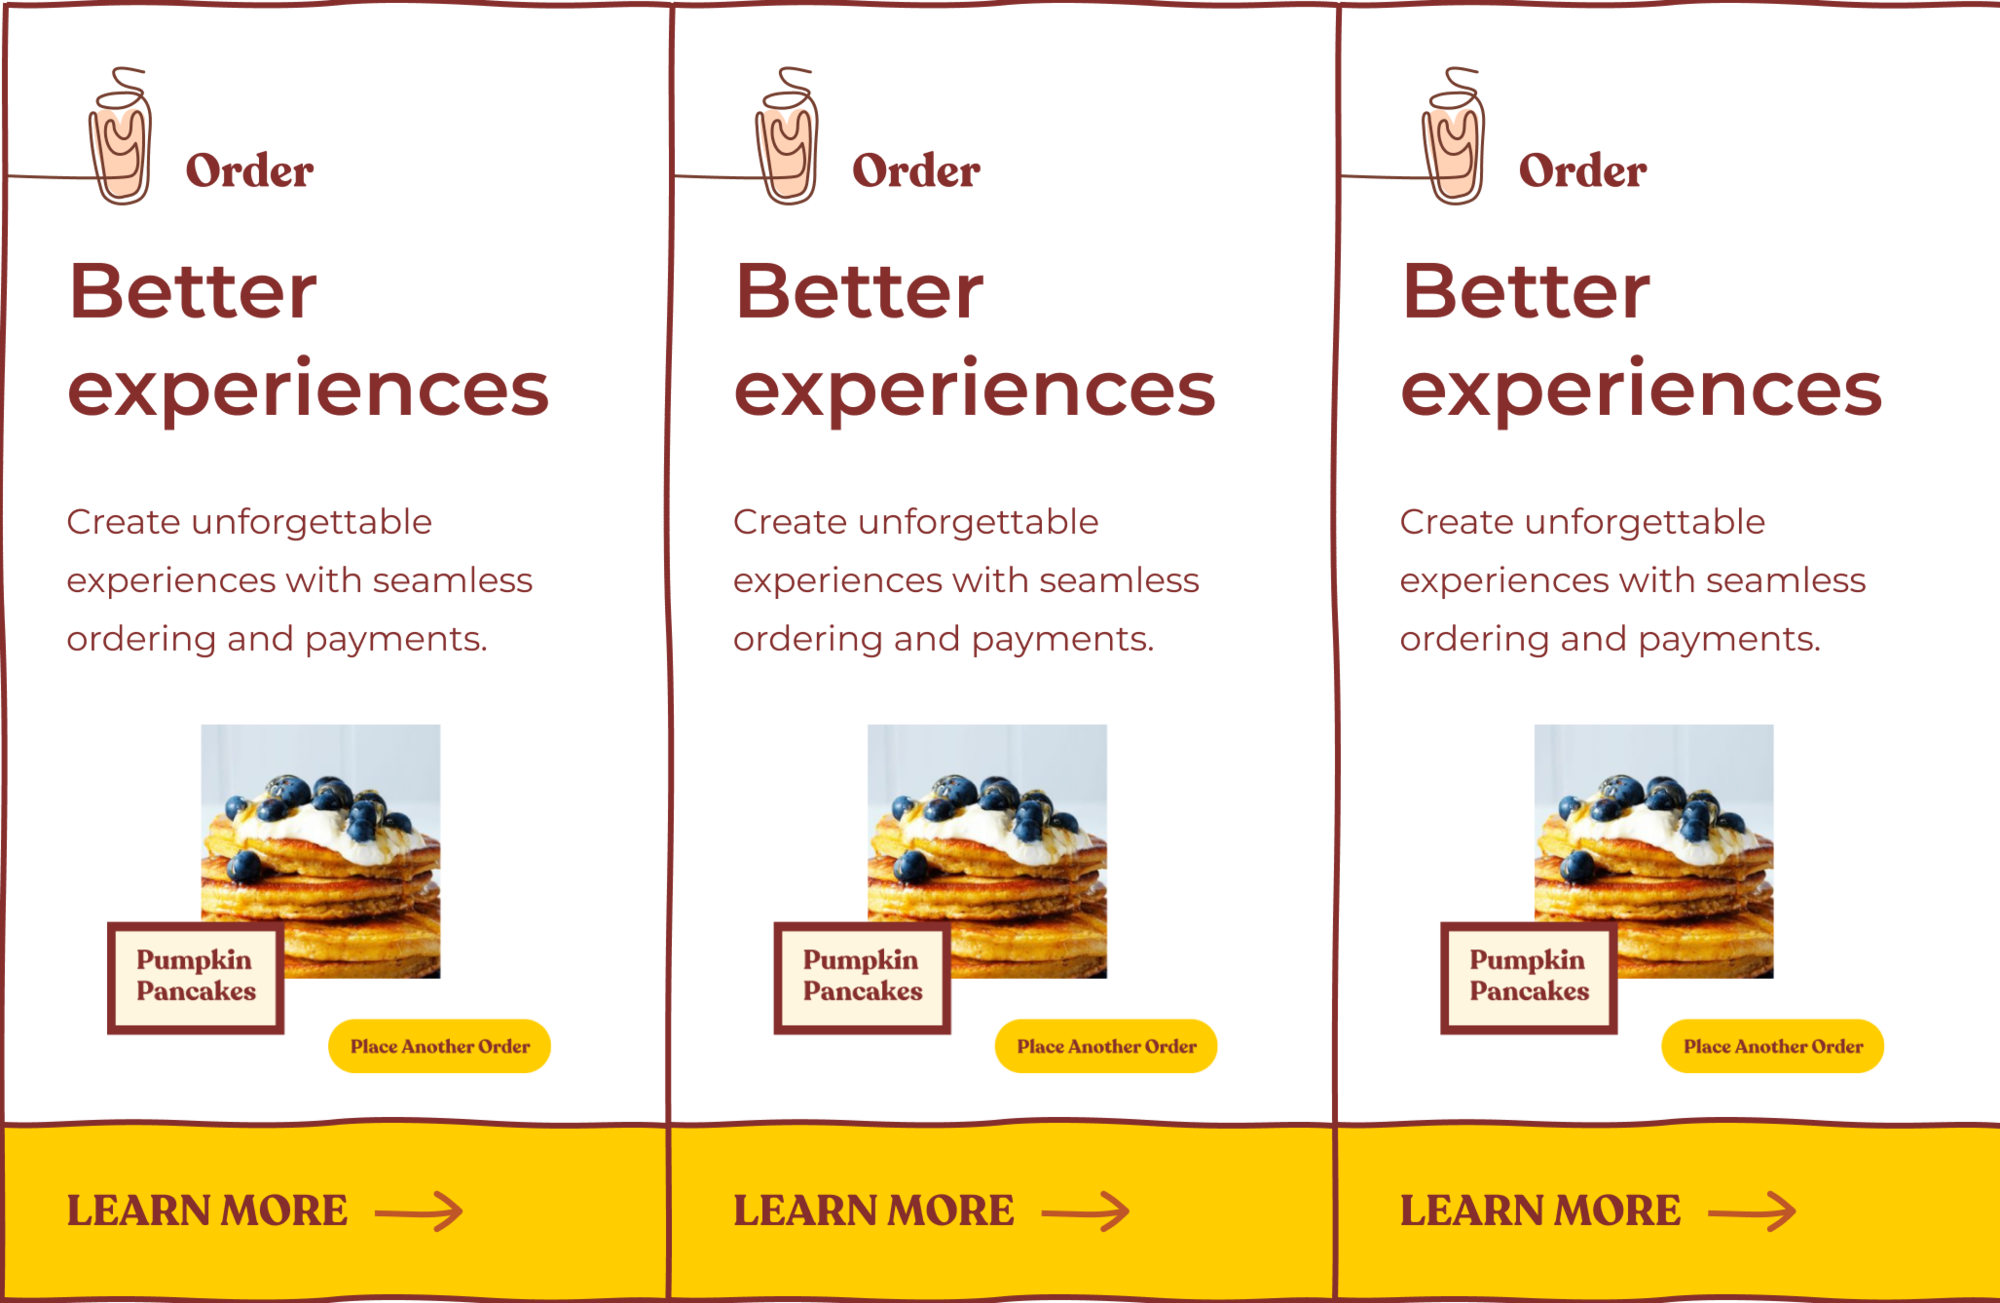 Order
Better
experiences
Create unforgettable
experiences with seamless
ordering and payments.
Pumpkin
Pancakes
Place Another Order
LEARN MORE
Order
Better
experiences
Create unforgettable
experiences with seamless
ordering and payments.
Pumpkin
Pancakes
Place Another Order
LEARN MORE
Order
Better
experiences
Create unforgettable
experiences with seamless
ordering and payments.
Pumpkin
Pancakes
Place Another Order
LEARN MORE